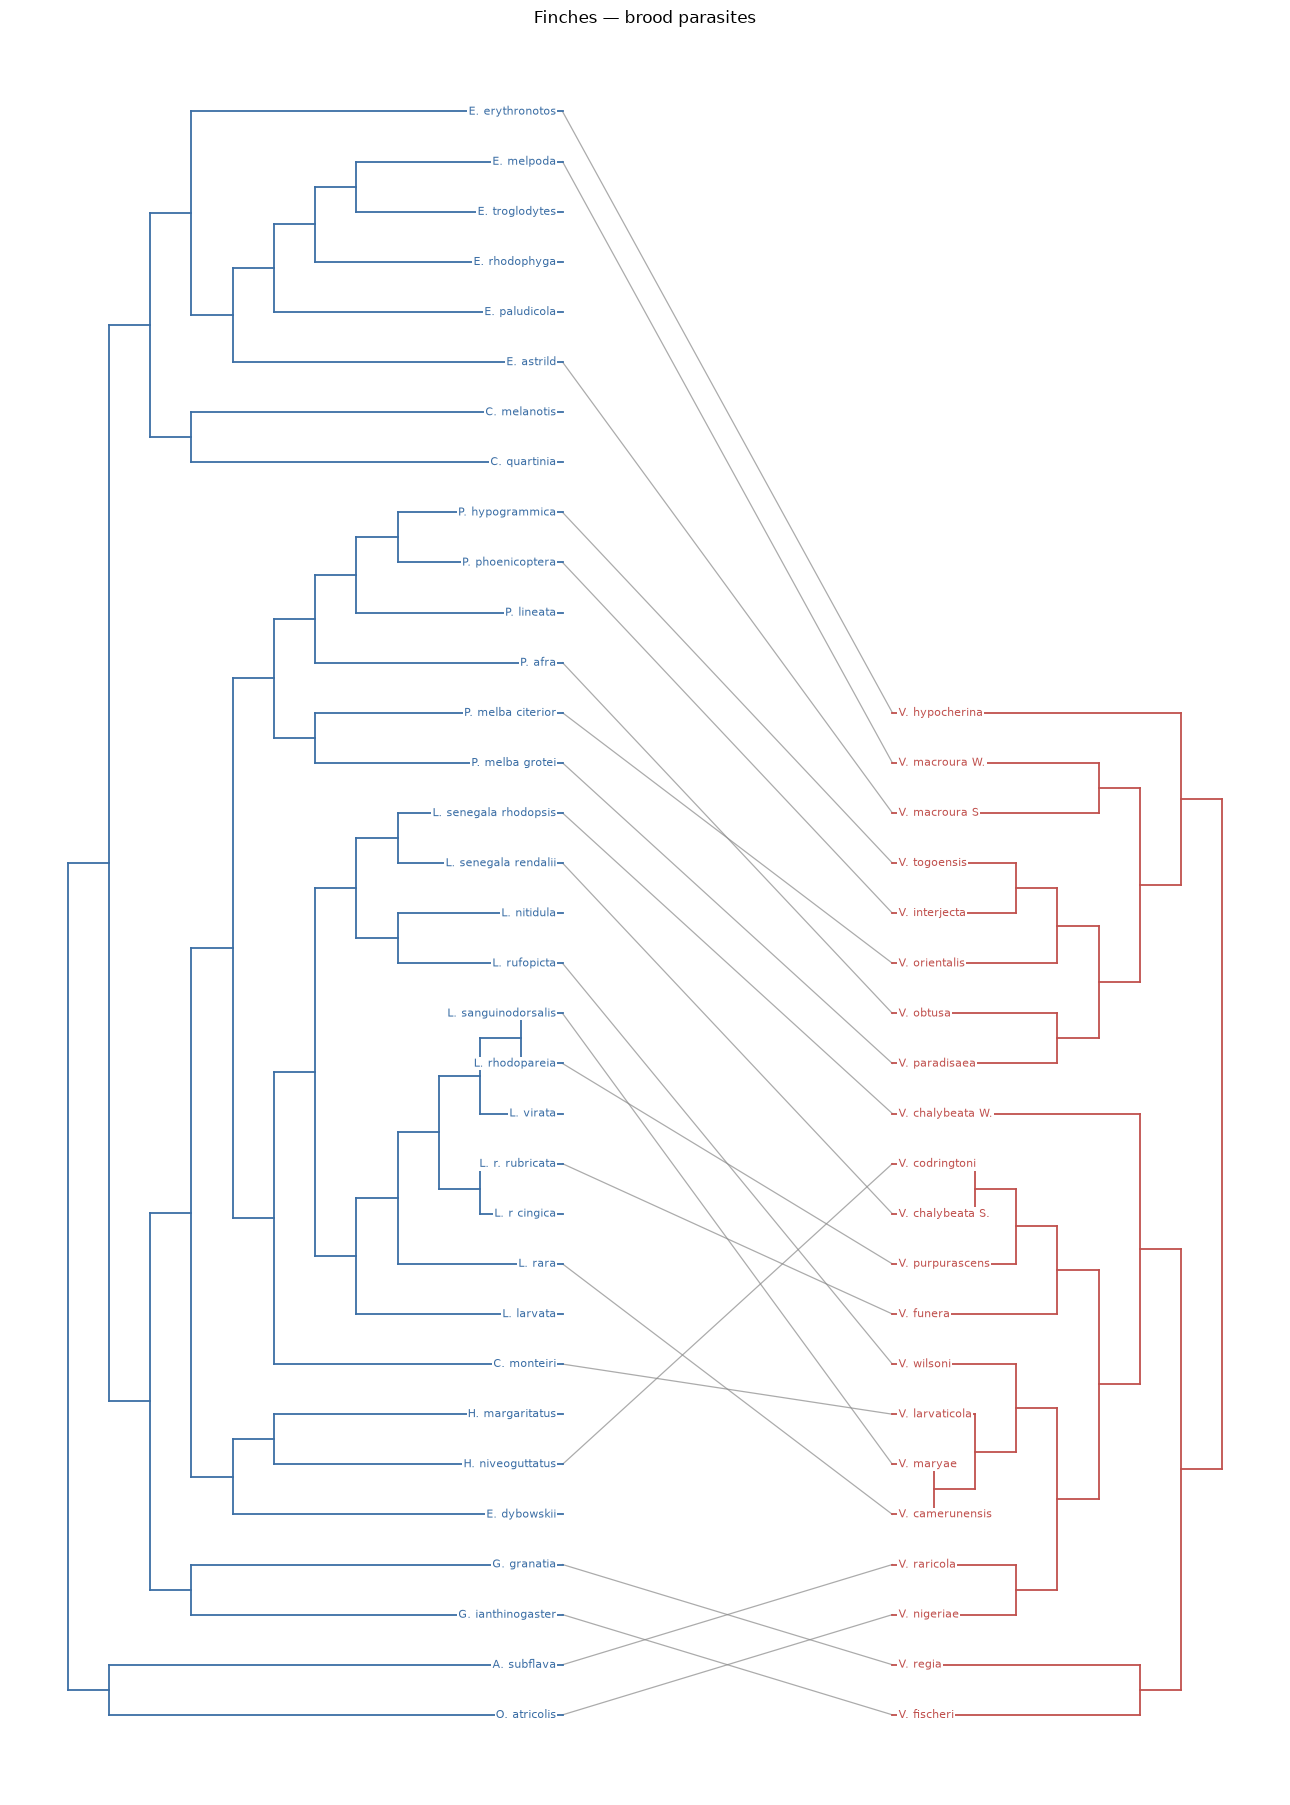 Finches — brood parasites
E. erythronotos
E. melpoda
E. troglodytes
E. rhodophyga
E. paludicola
E. astrild
C. melanotis
C. quartinia
P. hypogrammica
P. phoenicoptera
P. lineata
P. afra
P. melba citerior
P. melba grotei
L. senegala rhodopsis
L. senegala rendalii
L. nitidula
L. rufopicta
L. sanguinodorsalis
L. rhodopareia
L. virata
L. r. rubricata
L. r cingica
L. rara
L. larvata
C. monteiri
H. margaritatus
H. niveoguttatus
E. dybowskii
G. granatia
G. ianthinogaster
A. subflava
O. atricolis
V. hypocherina
V. macroura W.
V. macroura S
V. togoensis
V. interjecta
V. orientalis
V. obtusa
V. paradisaea
V. chalybeata W.
V. codringtoni
V. chalybeata S.
V. purpurascens
V. funera
V. wilsoni
V. larvaticola
V. maryae
V. camerunensis
V. raricola
V. nigeriae
V. regia
V. fischeri